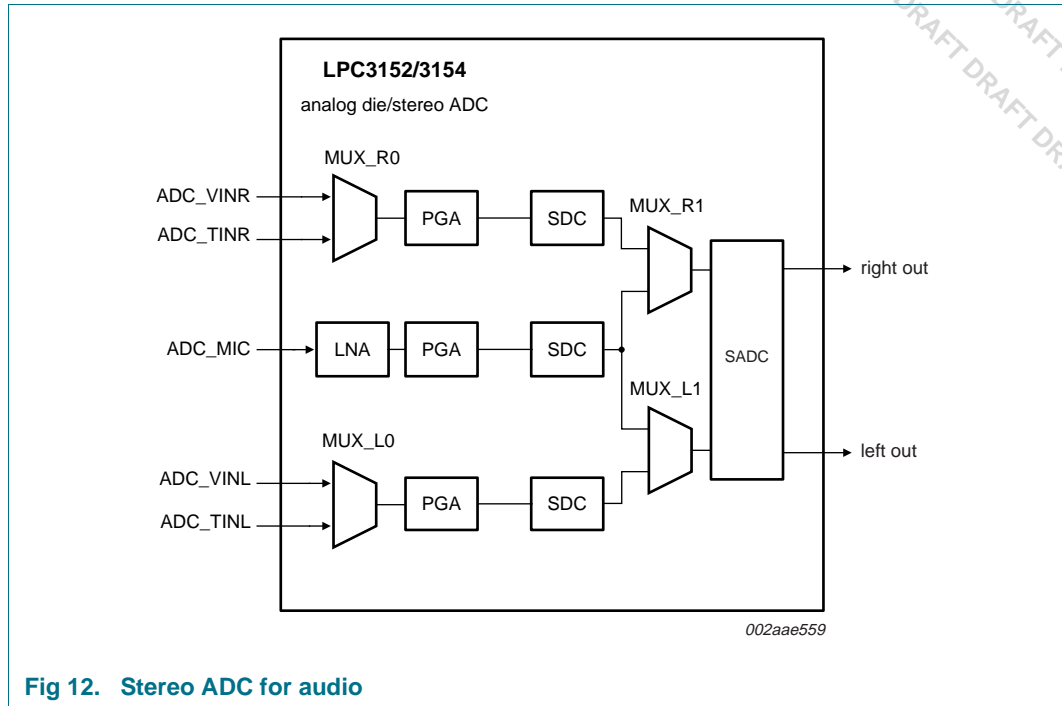 DRAFT DRAFT DRA
DRAFT
LPC3152/3154
analog die/stereo ADC
MUX_R0
ADC_VINR
ADC_TINR
PGA
SDC
MUX_R1
right out
ADC_MIC
LNA
PGA
SDC
SADC
MUX_L1
MUX_L0
left out
ADC_VINL
ADC_TINL
PGA
SDC
002aae559
Fig 12. Stereo ADC for audio